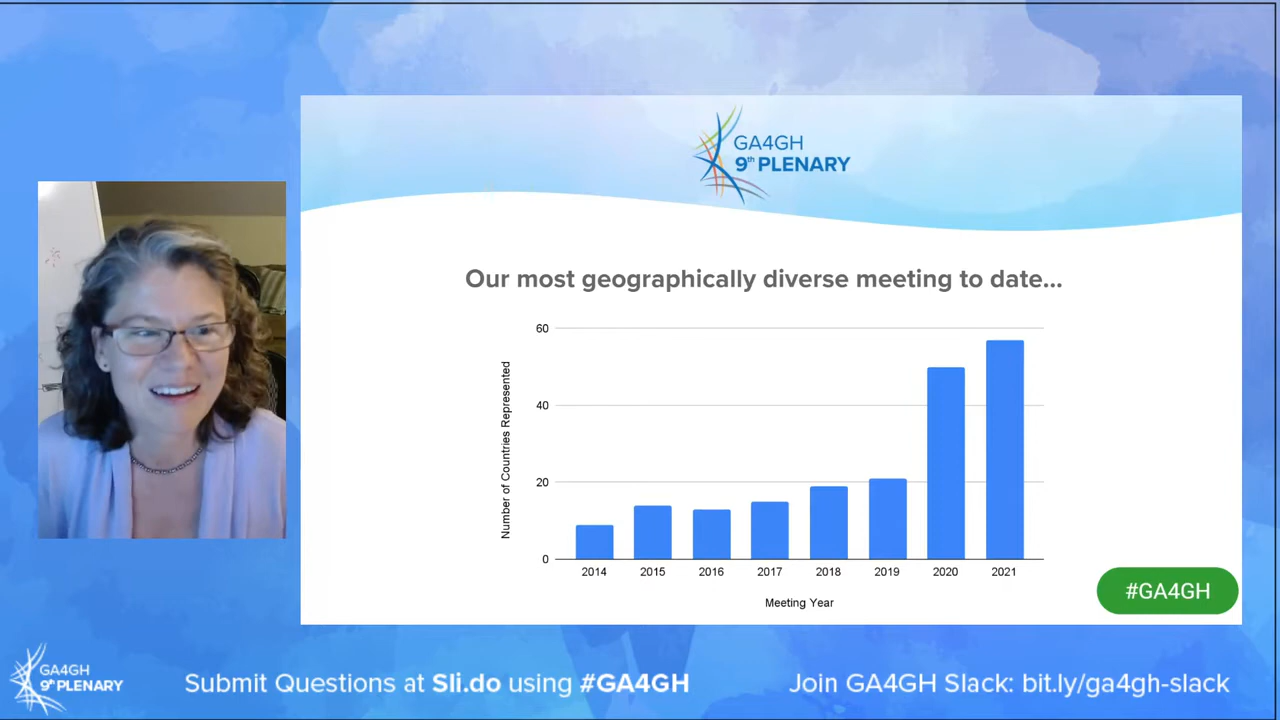 GA4GH
9th PLENARY
Our most geographically diverse meeting to date...
Number of Countries Represented
60
40
20
0
2014 2015 2016 2017 2018 2019 2020 2021
Meeting Year
#GA4GH
GA4GH
9th PLENARY
Submit Questions at Sli.do using #GA4GH
Join GA4GH Slack: bit.ly/ga4gh-slack